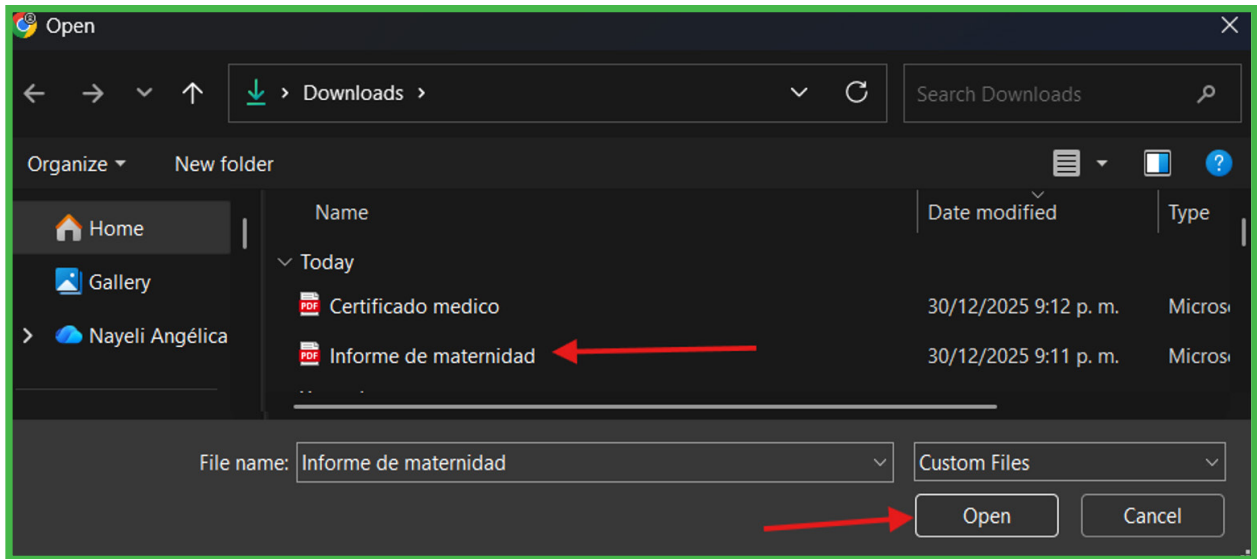 Open
Downloads
Search Downloads
Organize
New folder
Name
Date modified
Type
Home
Today
Gallery
Certificado medico
30/12/2025 9:12 p. m.
Nayeli Angélica
Informe de maternidad
30/12/2025 9:11 p. m.
File name:
Informe de maternidad
Custom Files
Open
Cancel